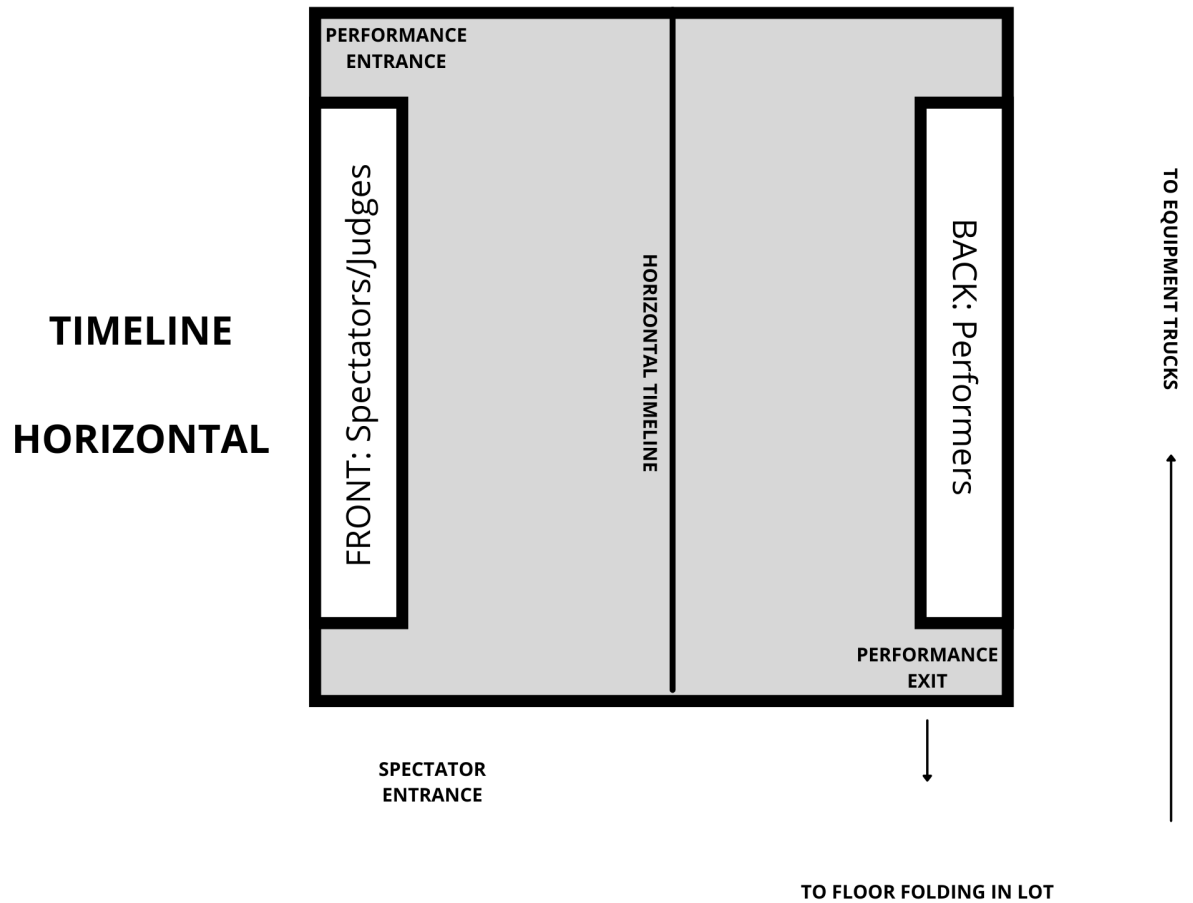 PERFORMANCE
ENTRANCE
TIMELINE
HORIZONTAL
FRONT: Spectators/Judges
HORIZONTAL TIMELINE
BACK: Performers
TO EQUIPMENT TRUCKS
PERFORMANCE
EXIT
SPECTATOR
ENTRANCE
TO FLOOR FOLDING IN LOT